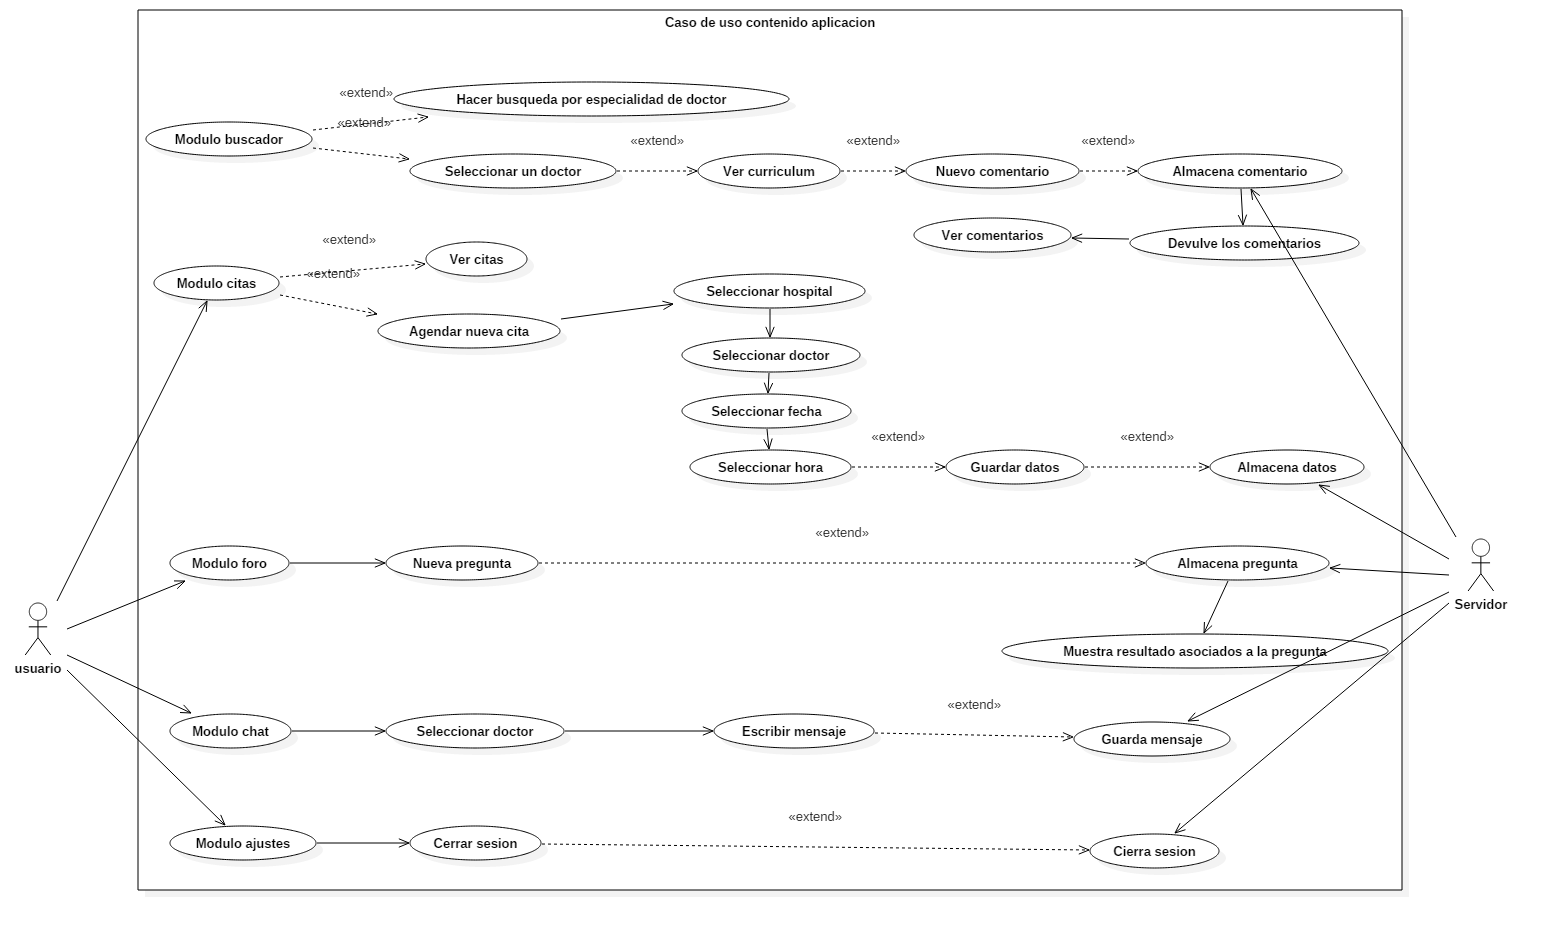 Caso de uso contenido aplicacion
«extend»
Hacer busqueda por especialidad de doctor
«extend»
Modulo buscador
«extend»
«extend»
«extend»
Seleccionar un doctor
Ver curriculum
Nuevo comentario
Almacena comentario
Ver comentarios
Devulve los comentarios
«extend»
Ver citas
«extend»
Modulo citas
Seleccionar hospital
Agendar nueva cita
Seleccionar doctor
Seleccionar fecha
«extend»
«extend»
Seleccionar hora
Guardar datos
Almacena datos
«extend»
Modulo foro
Nueva pregunta
Almacena pregunta
Servidor
Muestra resultado asociados a la pregunta
usuario
«extend»
Modulo chat
Seleccionar doctor
Escribir mensaje
Guarda mensaje
«extend»
Modulo ajustes
Cerrar sesion
Cierra sesion